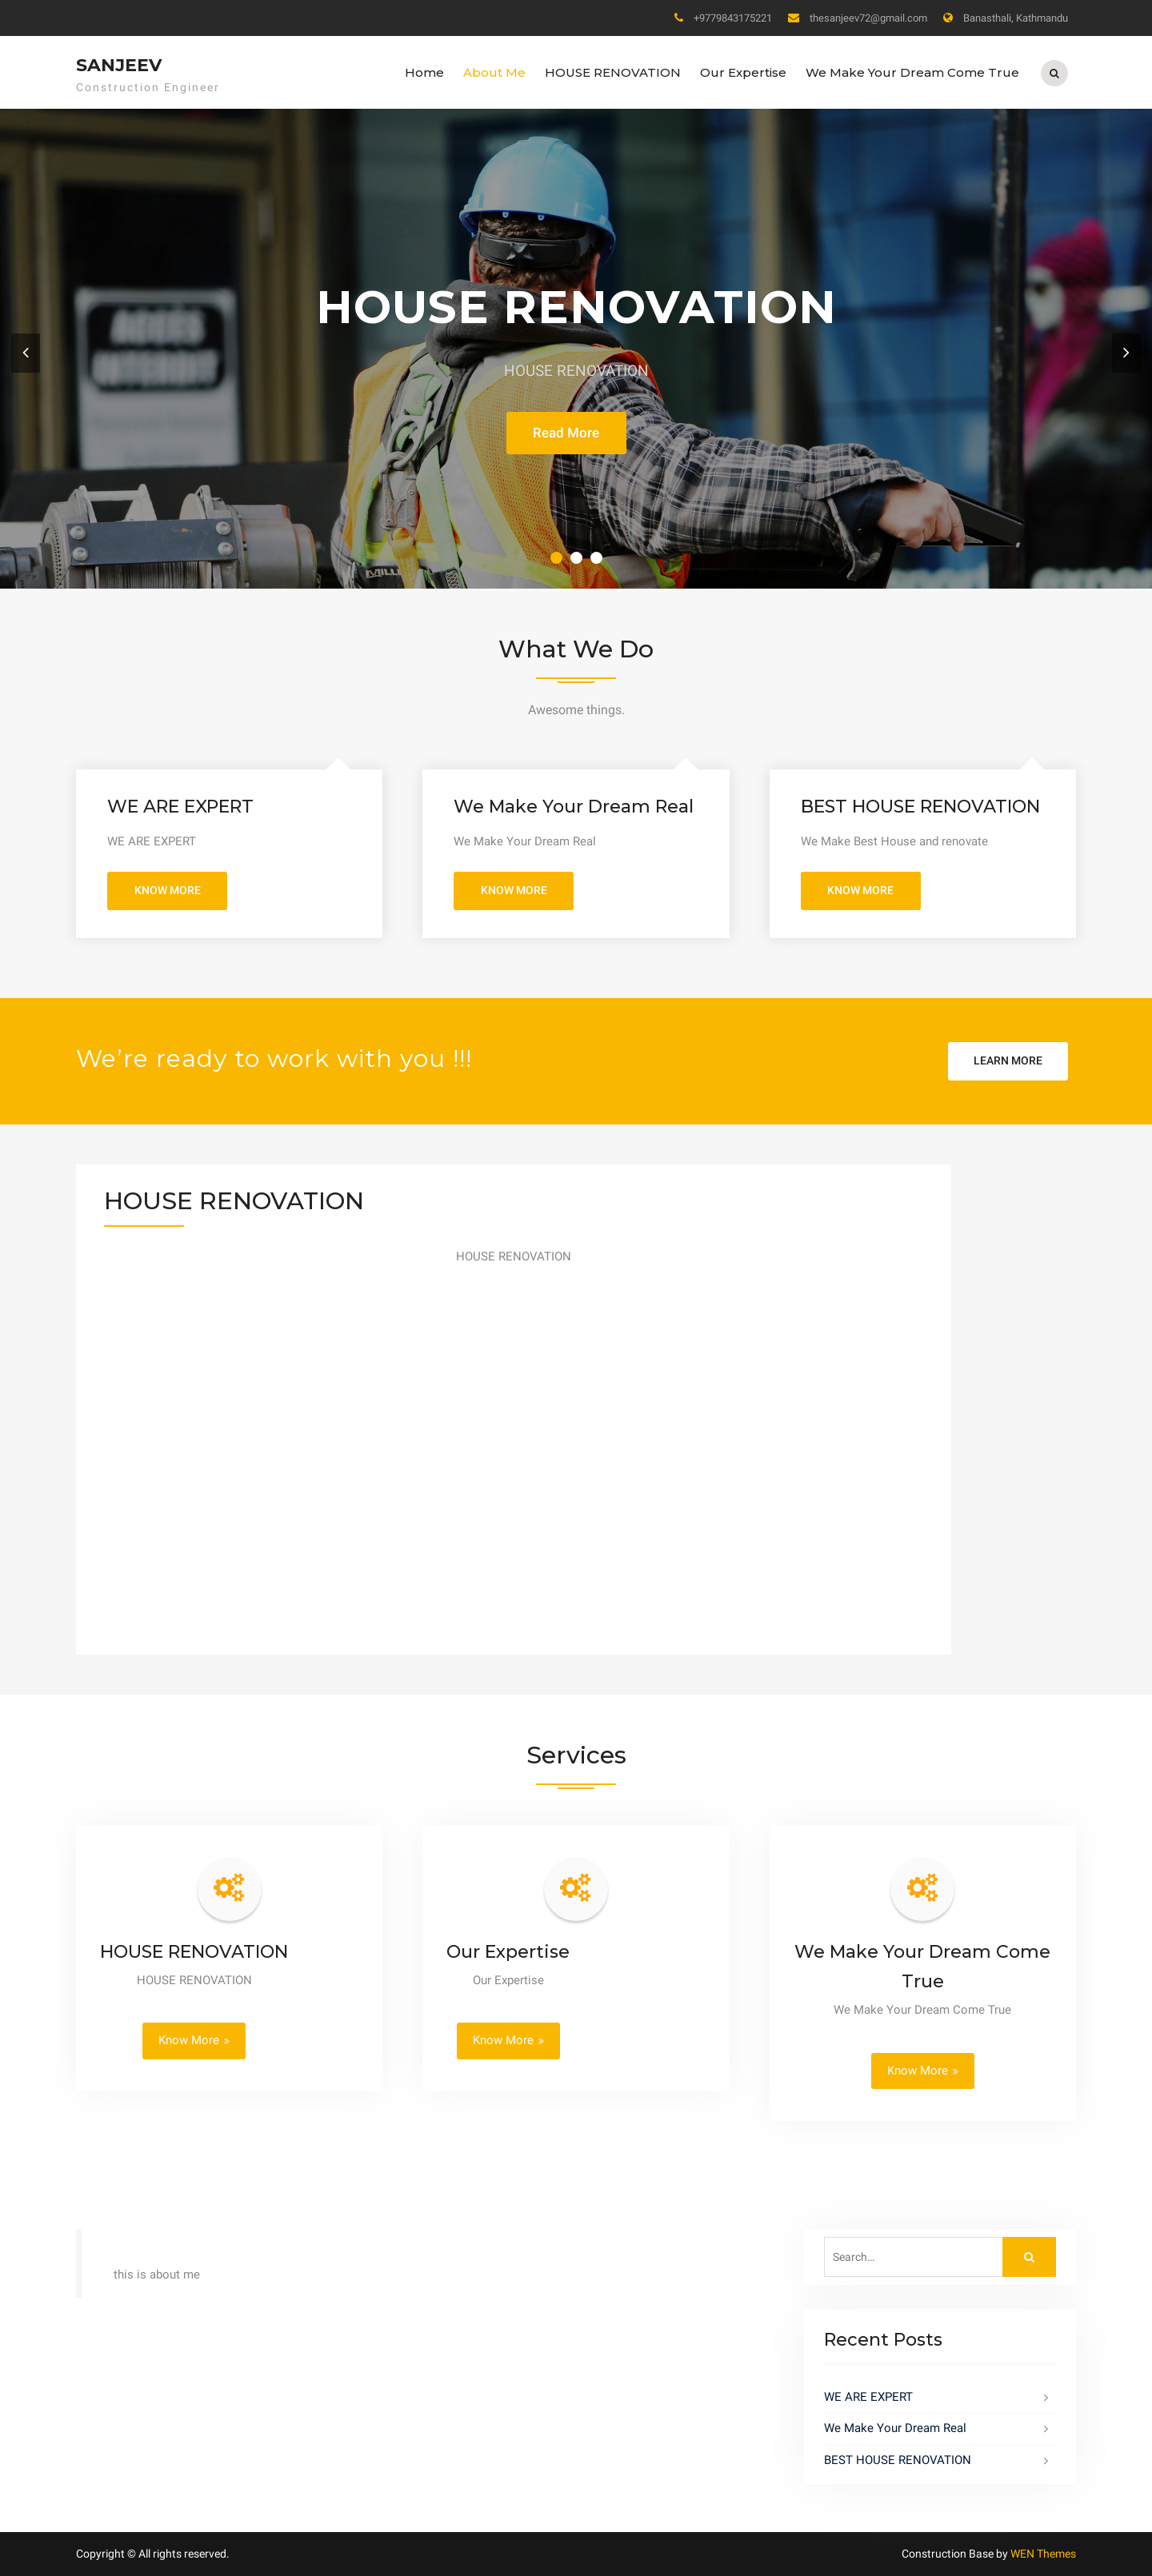 +9779843175221 thesanjeev72@gmail.com Banasthali, Kathmandu
SANJEEV
Construction Engineer
Home About Me HOUSE RENOVATION Our Expertise We Make Your Dream Come True
HOUSE RENOVATION
HOUSE RENOVATION
Read More
What We Do
Awesome things.
WE ARE EXPERT
WE ARE EXPERT
KNOW MORE
We Make Your Dream Real
We Make Your Dream Real
KNOW MORE
BEST HOUSE RENOVATION
We Make Best House and renovate
KNOW MORE
We’re ready to work with you !!!
LEARN MORE
HOUSE RENOVATION
HOUSE RENOVATION
Services
HOUSE RENOVATION
HOUSE RENOVATION
Know More »
Our Expertise
Our Expertise
Know More »
We Make Your Dream Come
True
We Make Your Dream Come True
Know More »
this is about me
Search...
Recent Posts
WE ARE EXPERT
We Make Your Dream Real
BEST HOUSE RENOVATION
Copyright © All rights reserved.
Construction Base by WEN Themes